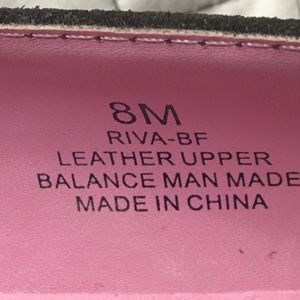 8M
RIVA-BF
LEATHER UPPER
BALANCE MAN MADE
MADE IN CHINA